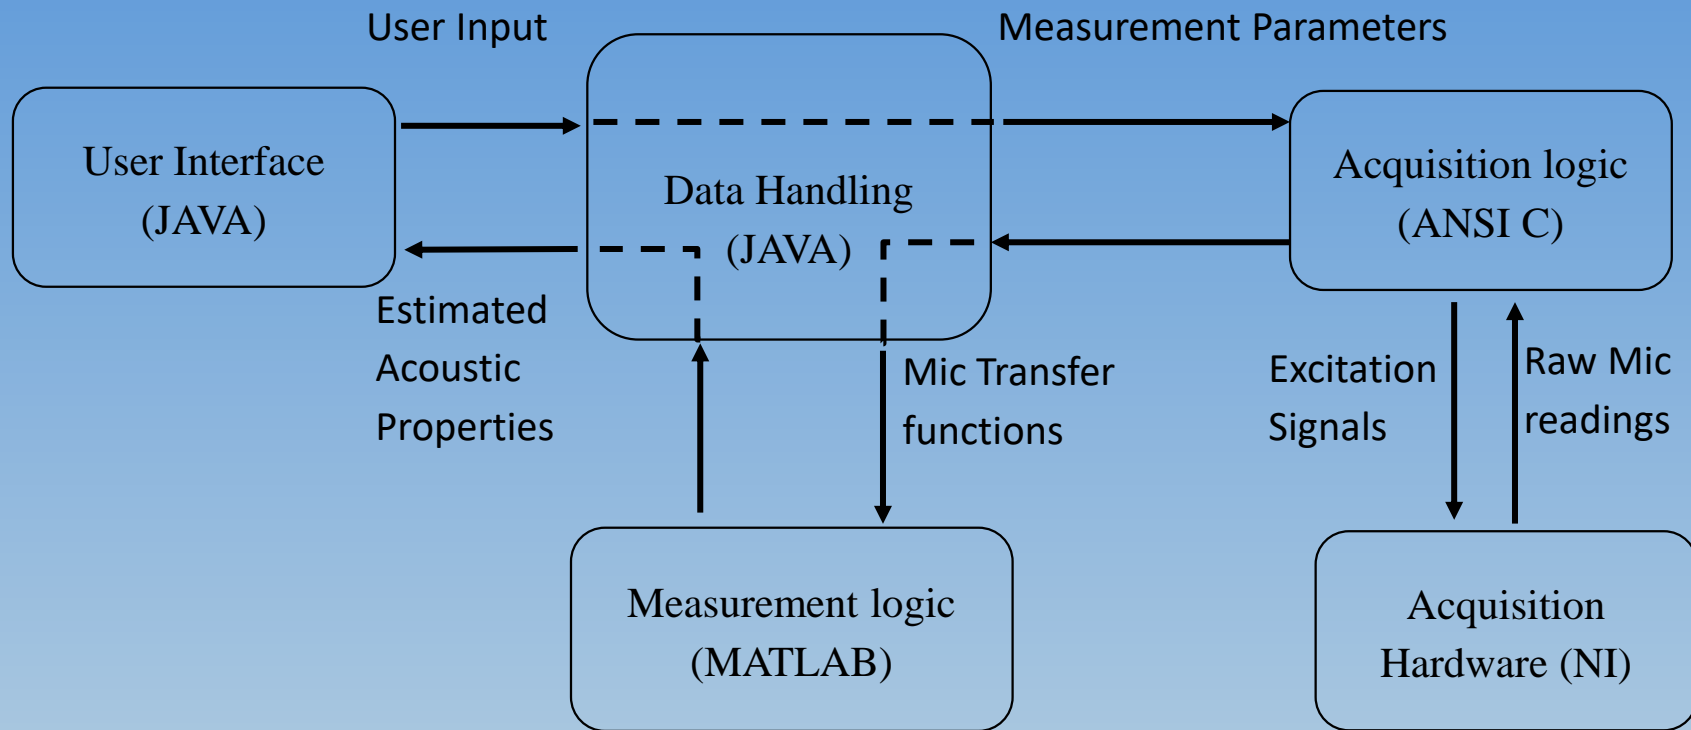 User Input
Measurement Parameters
User Interface
(JAVA)
Data Handling
(JAVA)
Acquisition logic
(ANSI C)
Estimated
Acoustic
Properties
Mic Transfer
functions
Excitation
Signals
Raw Mic
readings
Measurement logic
(MATLAB)
Acquisition
Hardware (NI)